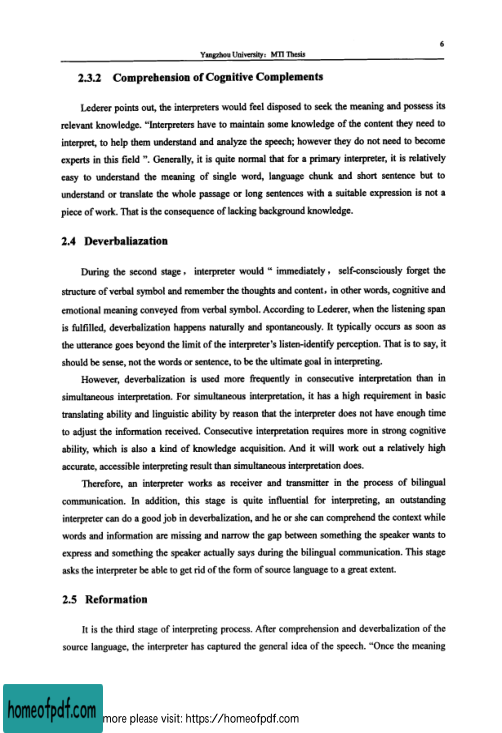 6
Yangzhou University: MTI Thesis
2.3.2 Comprehension of Cognitive Complements
Lederer points out, the interpreters would feel disposed to seek the meaning and possess its
relevant knowledge. “Interpreters have to maintain some knowledge of the content they need to
interpret, to help them understand and analyze the speech; however they do not need to become
experts in this field ”. Generally, it is quite normal that for a primary interpreter, it is relatively
easy to understand the meaning of single word, language chunk and short sentence but to
understand or translate the whole passage or long sentences with a suitable expression is not a
piece of work. That is the consequence of lacking background knowledge.
2.4 Deverbaliazation
During the second stage， interpreter would “ immediately， self-consciously forget the
structure of verbal symbol and remember the thoughts and content，in other words, cognitive and
emotional meaning conveyed from verbal symbol. According to Lederer, when the listening span
is fulfilled, deverbalization happens naturally and spontaneously. It typically occurs as soon as
the utterance goes beyond the limit of the interpreter’s listen-identify perception. That is to say, it
should be sense, not the words or sentence, to be the ultimate goal in interpreting.
However, deverbalization is used more frequently in consecutive interpretation than in
simultaneous interpretation. For simultaneous interpretation, it has a high requirement in basic
translating ability and linguistic ability by reason that the interpreter does not have enough time
to adjust the information received. Consecutive interpretation requires more in strong cognitive
ability, which is also a kind of knowledge acquisition. And it will work out a relatively high
accurate, accessible interpreting result than simultaneous interpretation does.
Therefore, an interpreter works as receiver and transmitter in the process of bilingual
communication. In addition, this stage is quite influential for interpreting, an outstanding
interpreter can do a good job in deverbalization, and he or she can comprehend the context while
words and information are missing and narrow the gap between something the speaker wants to
express and something the speaker actually says during the bilingual communication. This stage
asks the interpreter be able to get rid of the form of source language to a great extent.
2.5 Reformation
It is the third stage of interpreting process. After comprehension and deverbalization of the
source language, the interpreter has captured the general idea of the speech. “Once the meaning
homeofpdf.com
more please visit: https://homeofpdf.com